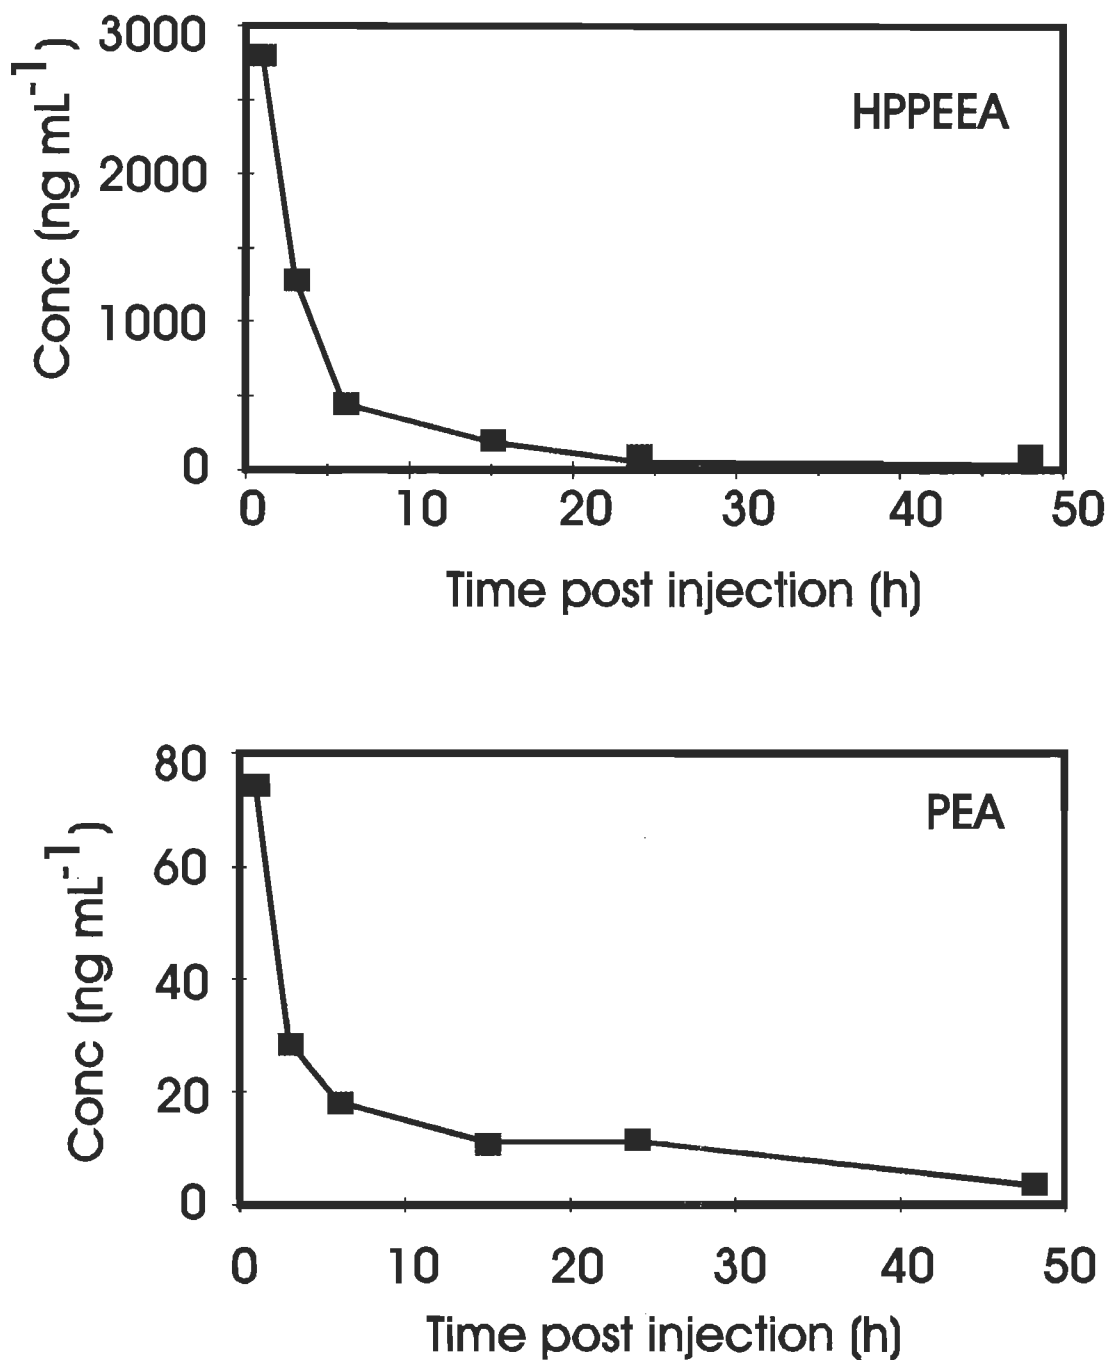 Conc (ng mL⁻¹)
3000
2000
1000
0
HPPEEA
0 10 20 30 40 50
Time post injection (h)
Conc (ng mL⁻¹)
80
60
40
20
0
PEA
0 10 20 30 40 50
Time post injection (h)